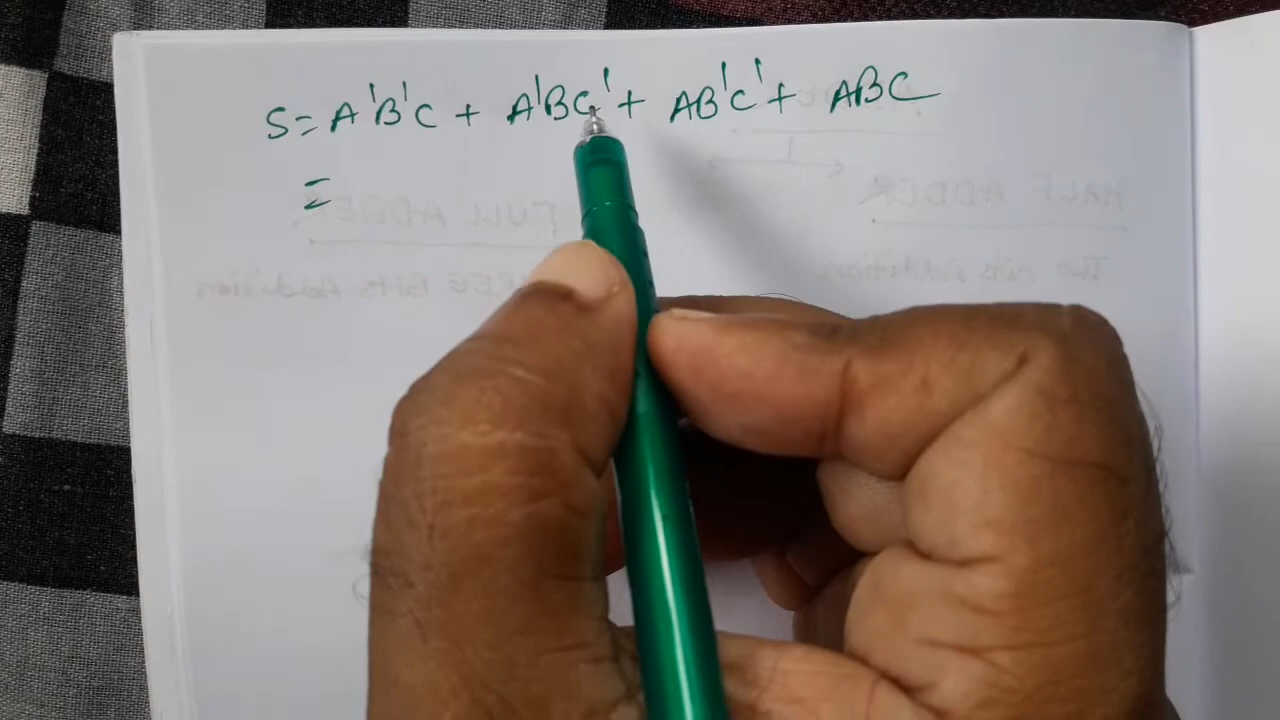 S = A'B'C + A'BC' + AB'C' + ABC
=